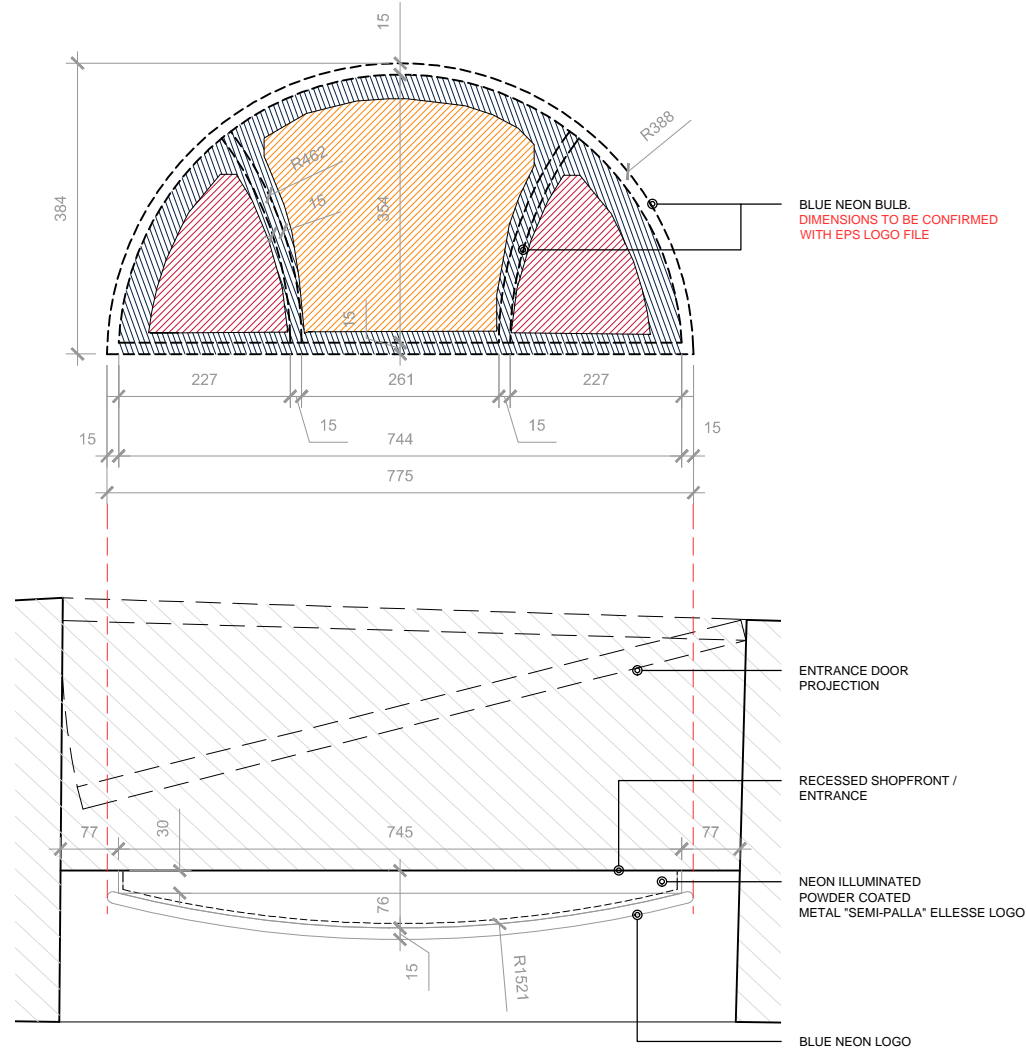 15
384
R388
R462
15
354
15
BLUE NEON BULB.
DIMENSIONS TO BE CONFIRMED
WITH EPS LOGO FILE
227
261
227
15
15
15
744
15
775
ENTRANCE DOOR
PROJECTION
RECESSED SHOPFRONT /
ENTRANCE
77
30
745
77
76
15
R1521
NEON ILLUMINATED
POWDER COATED
METAL "SEMI-PALLA" ELLESSE LOGO
BLUE NEON LOGO